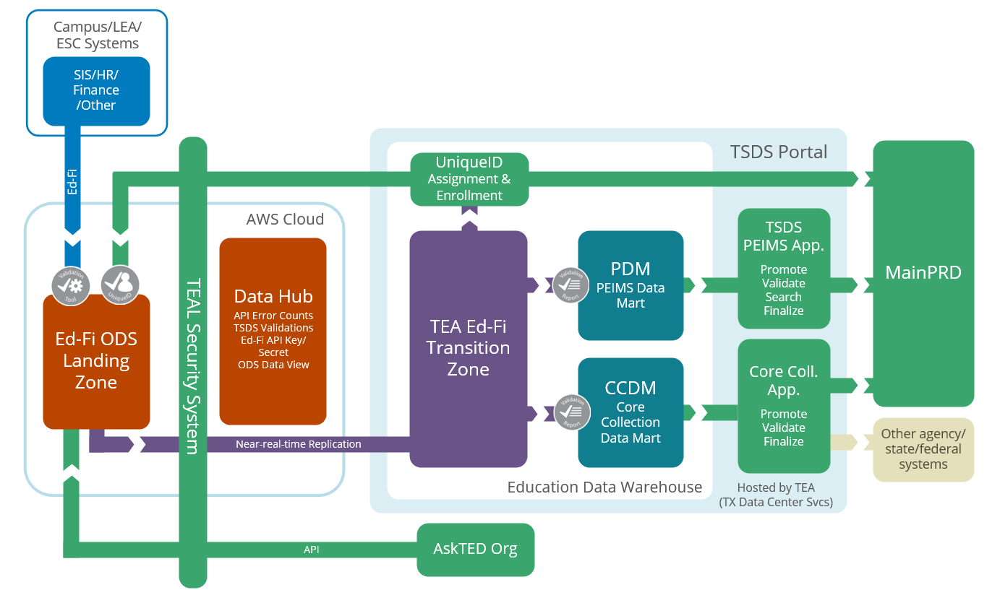 Campus/LEA/
ESC Systems
SIS/HR/
Finance
/Other
Ed-Fi
AWS Cloud
Validation
Tool
UniqueID
Ed-Fi ODS
Landing
Zone
TEAL Security System
Data Hub
API Error Counts
TSDS Validations
Ed-Fi API Key/
Secret
ODS Data View
Near-real-time Replication
UniqueID
Assignment &
Enrollment
TEA Ed-Fi
Transition
Zone
Validation
Report
PDM
PEIMS Data
Mart
Validation
Report
CCDM
Core
Collection
Data Mart
Education Data Warehouse
TSDS Portal
TSDS
PEIMS App.
Promote
Validate
Search
Finalize
Core Coll.
App.
Promote
Validate
Finalize
Hosted by TEA
(TX Data Center Svcs)
MainPRD
Other agency/
state/federal
systems
API
AskTED Org